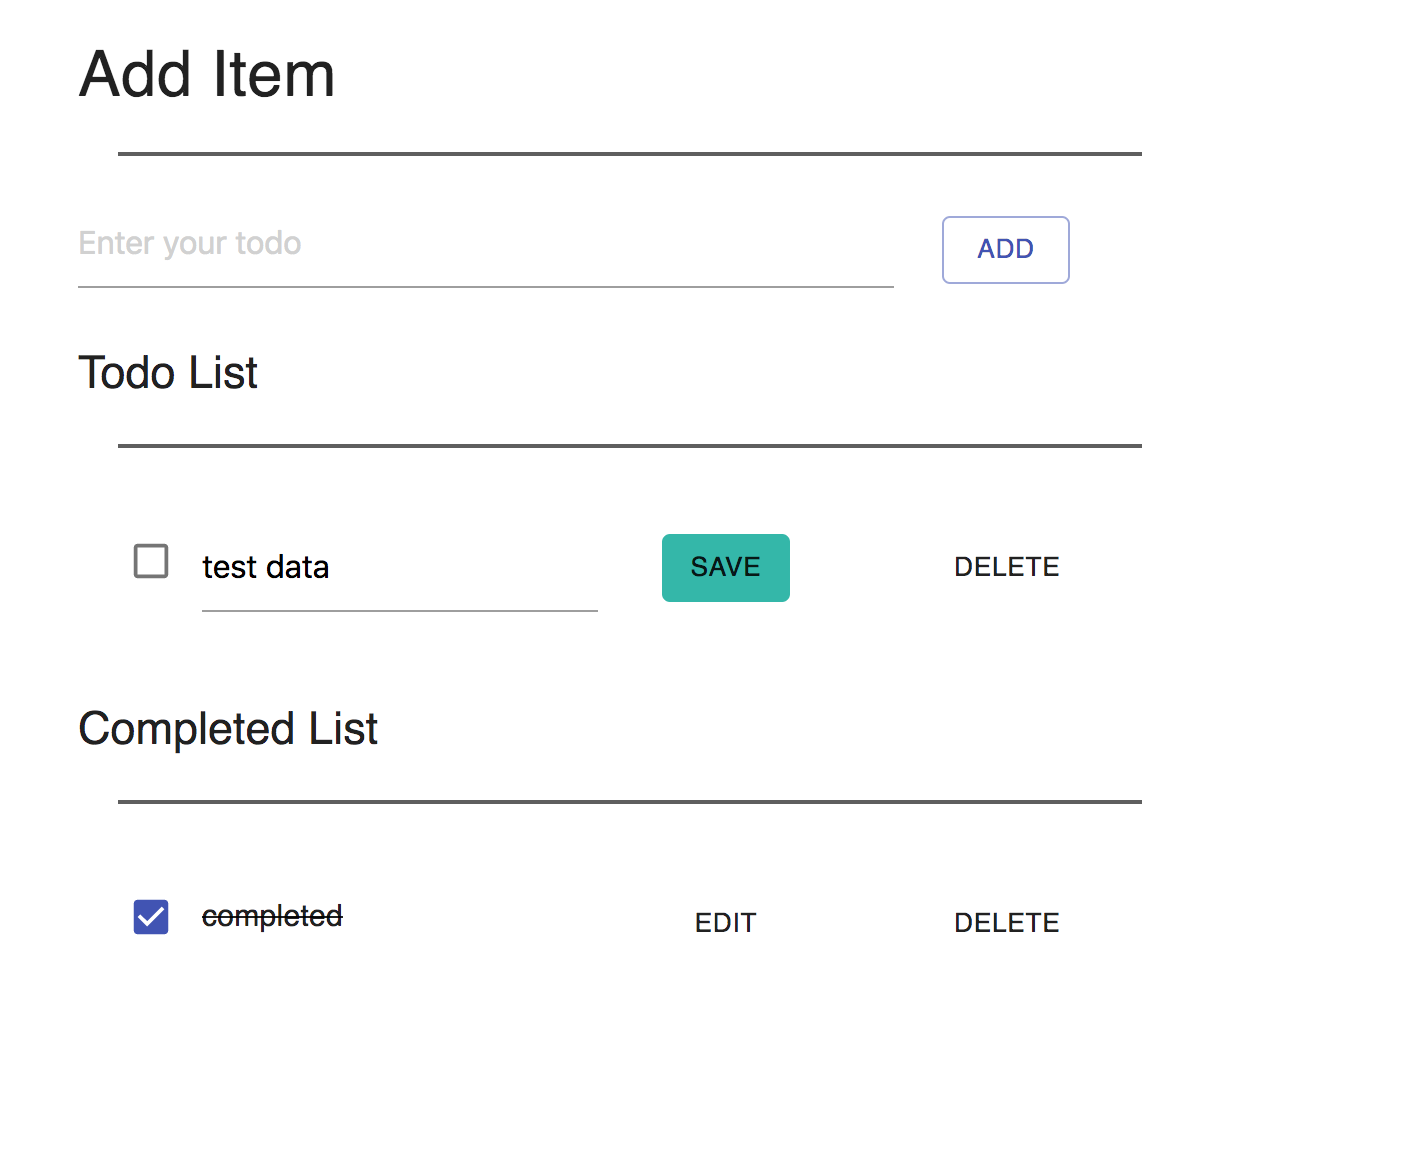 Add Item
Enter your todo ADD
Todo List
test data SAVE DELETE
Completed List
completed EDIT DELETE